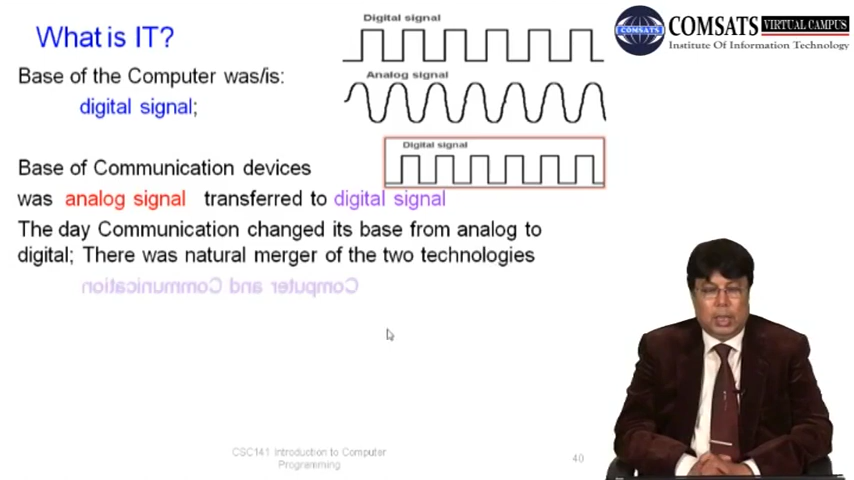 What is IT?
Digital signal
COMSATS VIRTUAL CAMPUS
Institute Of Information Technology
COMSATS
Base of the Computer was/is:
Analog signal
digital signal;
Digital signal
Base of Communication devices
was analog signal transferred to digital signal
The day Communication changed its base from analog to
digital; There was natural merger of the two technologies
Computer and Communication
CSC141 Introduction to Computer
Programming
40